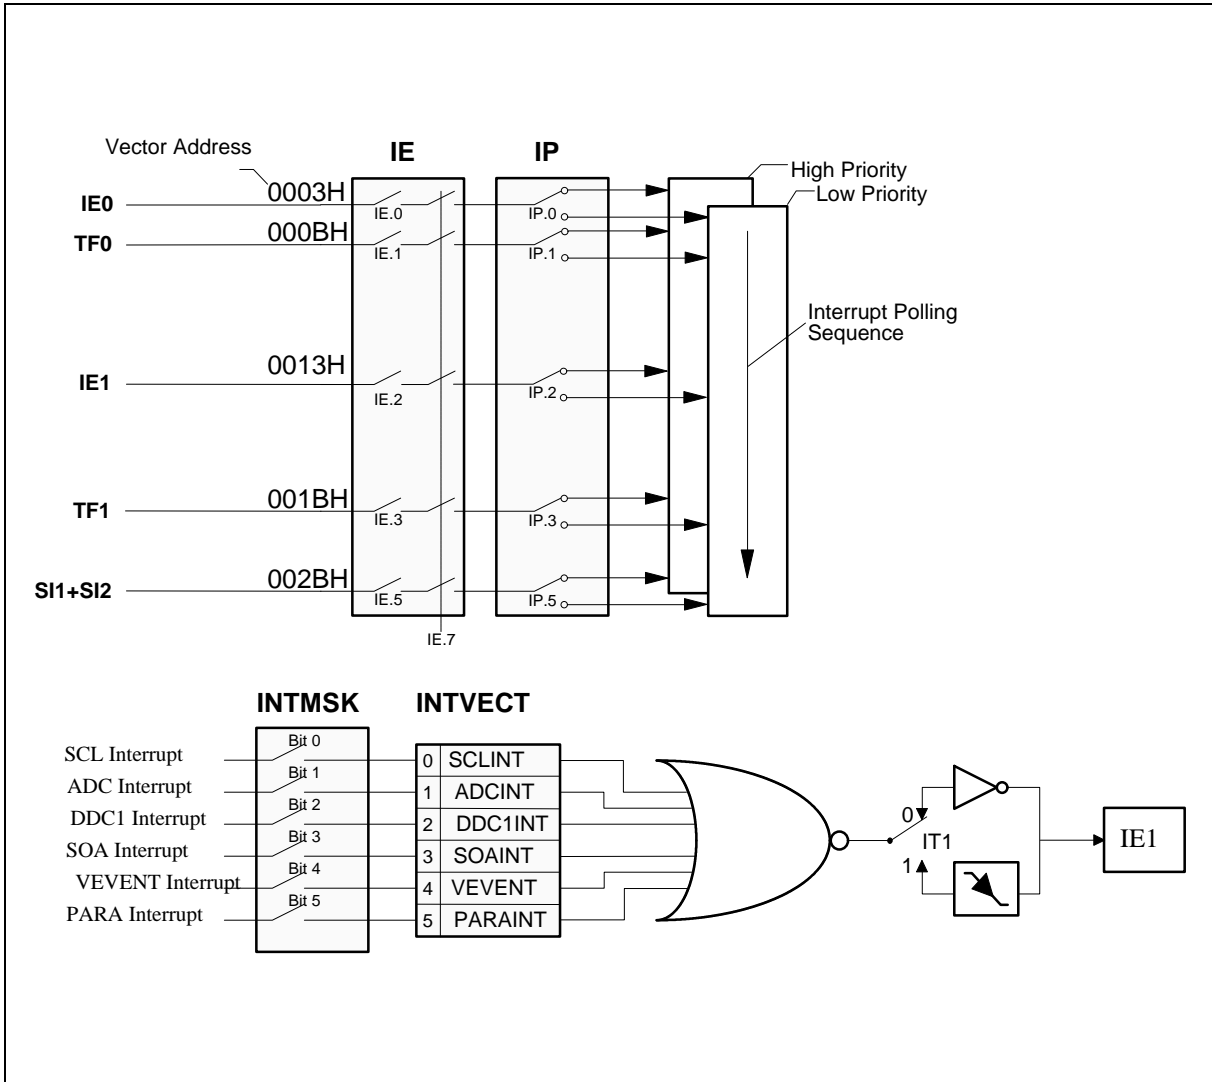 Vector Address
IE
IP
High Priority
Low Priority
IE0
0003H
IE.0
IP.0
TF0
000BH
IE.1
IP.1
Interrupt Polling
Sequence
IE1
0013H
IE.2
IP.2
TF1
001BH
IE.3
IP.3
SI1+SI2
002BH
IE.5
IP.5
IE.7
INTMSK
INTVECT
SCL Interrupt
Bit 0
0 SCLINT
ADC Interrupt
Bit 1
1 ADCINT
DDC1 Interrupt
Bit 2
2 DDC1INT
SOA Interrupt
Bit 3
3 SOAINT
VEVENT Interrupt
Bit 4
4 VEVENT
PARA Interrupt
Bit 5
5 PARAINT
0
IT1
1
IE1